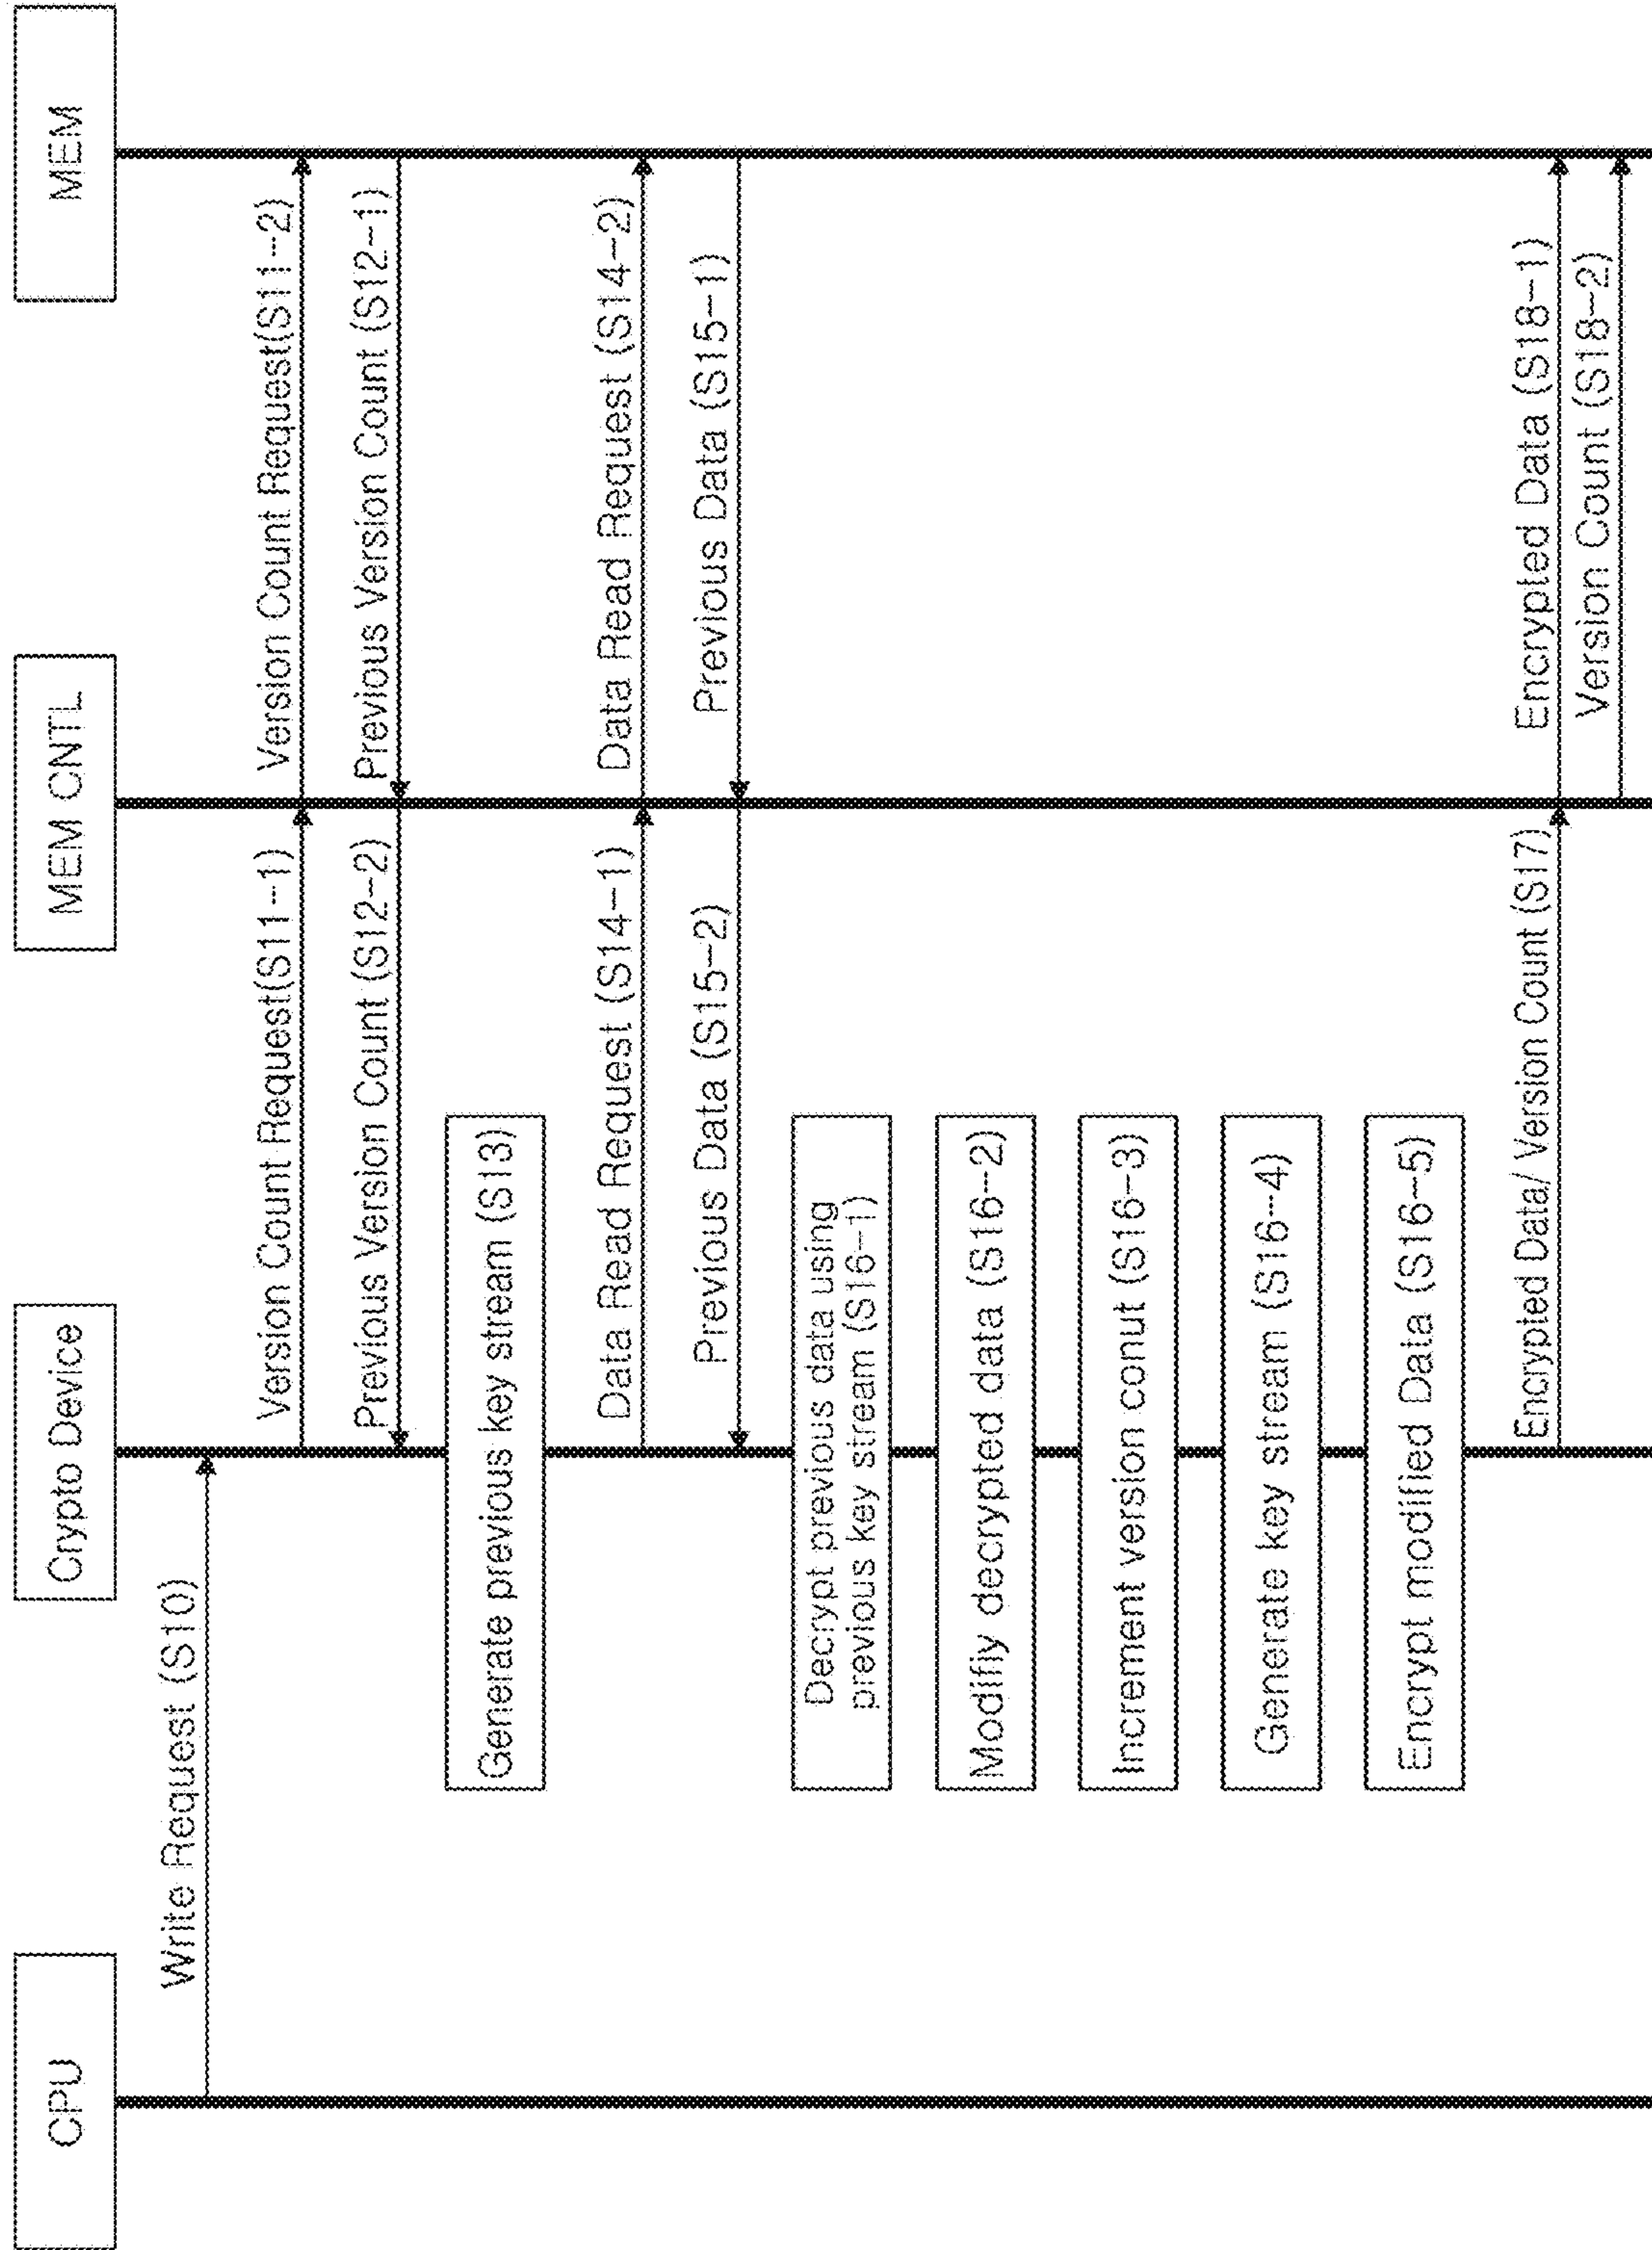 CPU
Crypto Device
MEM CNTL
MEM
Write Request (S10)
Version Count Request(S11-1)
Version Count Request(S11-2)
Previous Version Count (S12-2)
Previous Version Count (S12-1)
Generate previous key stream (S13)
Data Read Request (S14-1)
Data Read Request (S14-2)
Previous Data (S15-2)
Previous Data (S15-1)
Decrypt previous data using
previous key stream (S16-1)
Modifiy decrypted data (S16-2)
Increment version conut (S16-3)
Generate key stream (S16-4)
Encrypt modified Data (S16-5)
Encrypted Data/ Version Count (S17)
Encrypted Data (S18-1)
Version Count (S18-2)